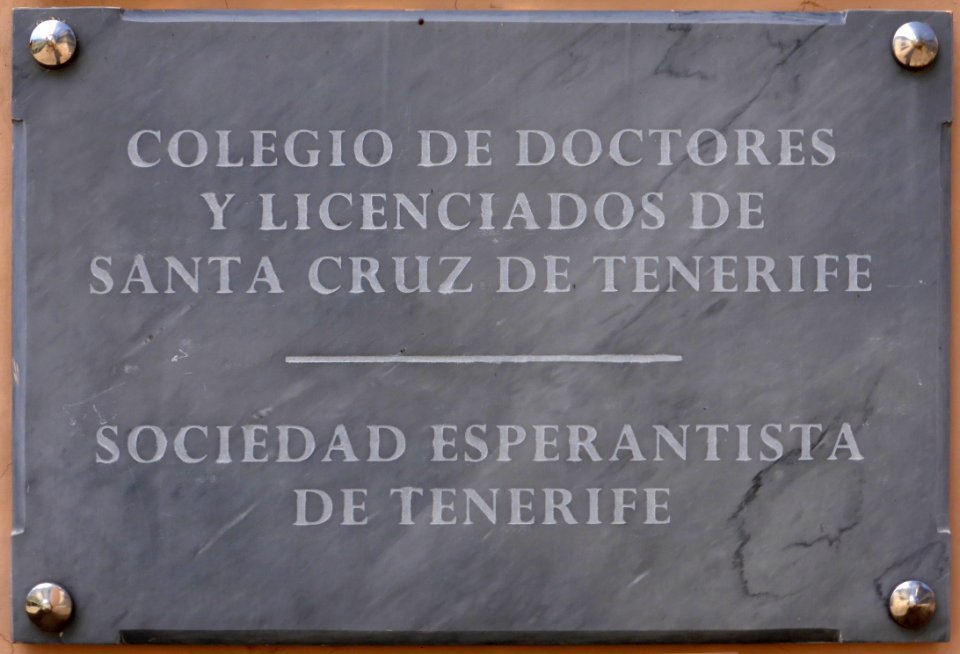 COLEGIO DE DOCTORES
Y LICENCIADOS DE
SANTA CRUZ DE TENERIFE
SOCIEDAD ESPERANTISTA
DE TENERIFE